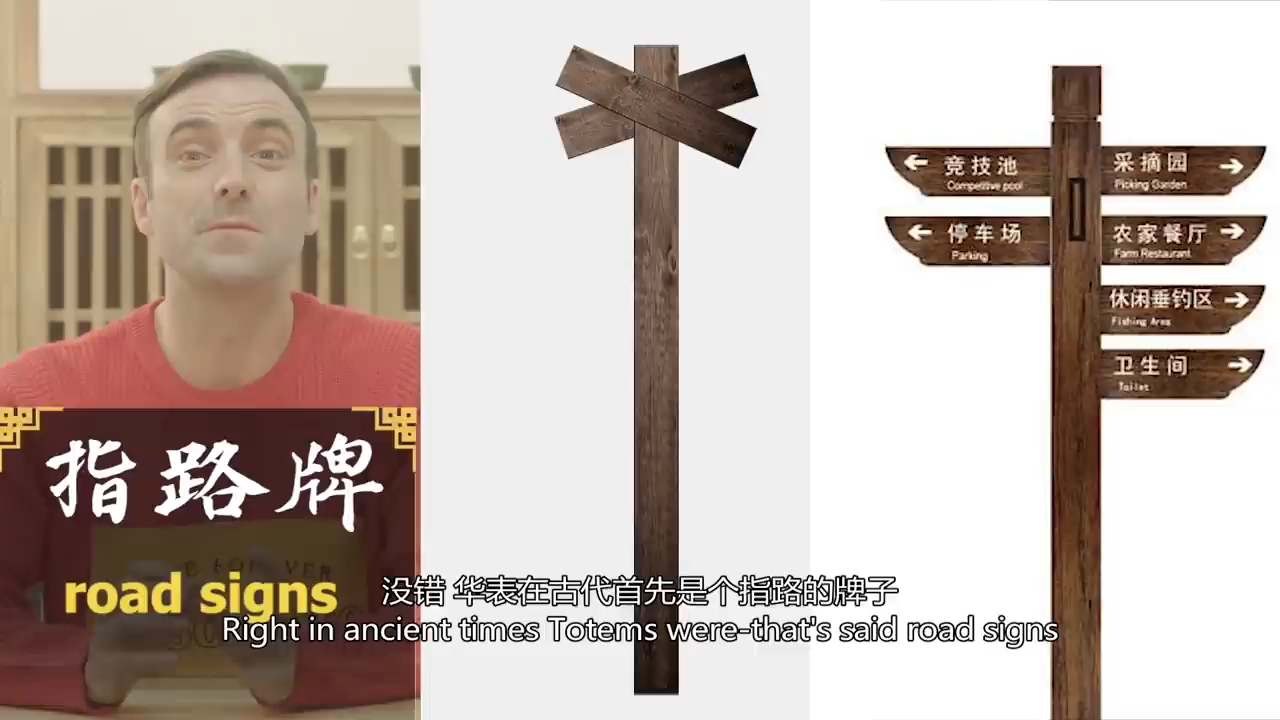 竞技池
Competitive pool
采摘园
Picking Garden
停车场
Parking
农家餐厅
Farm Restaurant
休闲垂钓区
Fishing Area
卫生间
Toilet
指路牌
road signs
没错 华表在古代首先是个指路的牌子
Right in ancient times Totems were-that's said road signs